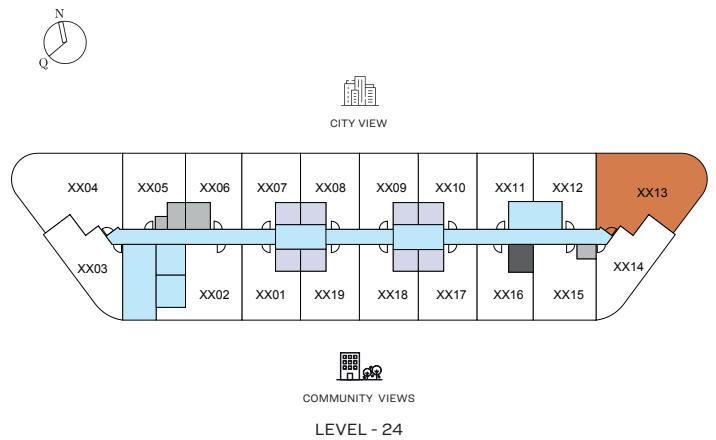 N
Q
CITY VIEW
XX04 XX05 XX06 XX07 XX08 XX09 XX10 XX11 XX12 XX13
XX03 XX14
XX02 XX01 XX19 XX18 XX17 XX16 XX15
COMMUNITY VIEWS
LEVEL - 24